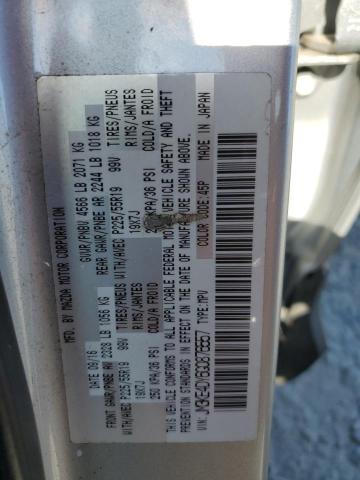 MFD. BY MAZDA MOTOR CORPORATION
DATE: 09/16 GVWR/PNBV 4566 LB 2071 KG
FRONT GAWR/PNBE AV 2328 LB 1056 KG REAR GAWR/PNBE AR 2244 LB 1018 KG
TIRES/PNEUS WITH/AVEC P225/55R19 99V TIRES/PNEUS WITH/AVEC P225/55R19 99V
RIMS/JANTES 19X7J RIMS/JANTES 19X7J
COLD/A FROID 250 KPA/36 PSI COLD/A FROID KPA/36 PSI
THIS VEHICLE CONFORMS TO ALL APPLICABLE FEDERAL MOTOR VEHICLE SAFETY AND THEFT
PREVENTION STANDARDS IN EFFECT ON THE DATE OF MANUFACTURE SHOWN ABOVE.
COLOR CODE:45P MADE IN JAPAN
VIN: TYPE:MPV